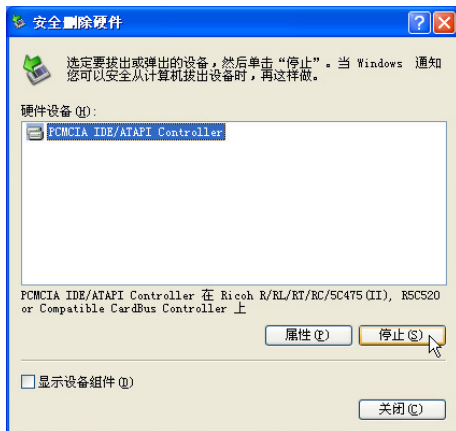 安全删除硬件
选定要拔出或弹出的设备，然后单击“停止”。当 Windows 通知
您可以安全从计算机拔出设备时，再这样做。
硬件设备(H):
PCMCIA IDE/ATAPI Controller
PCMCIA IDE/ATAPI Controller 在 Ricoh R/RL/RT/RC/5C475(II), R5C520
or Compatible CardBus Controller 上
属性(P)
停止(S)
显示设备组件(D)
关闭(C)